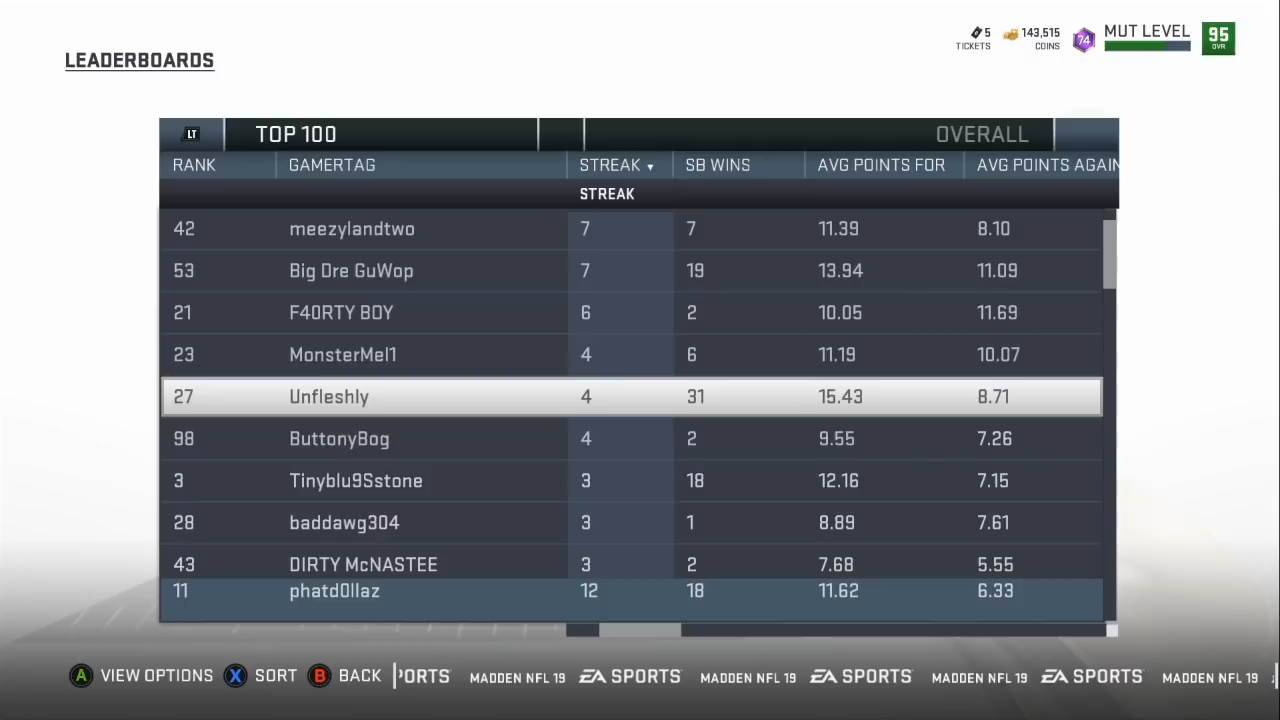 LEADERBOARDS
5 TICKETS 143,515 COINS 74 MUT LEVEL 95 OVR
LT TOP 100 OVERALL
RANK GAMERTAG STREAK ▼ SB WINS AVG POINTS FOR AVG POINTS AGAIN
STREAK
42 meezylandtwo 7 7 11.39 8.10
53 Big Dre GuWop 7 19 13.94 11.09
21 F40RTY BOY 6 2 10.05 11.69
23 MonsterMel1 4 6 11.19 10.07
27 Unfleshly 4 31 15.43 8.71
98 ButtonyBog 4 2 9.55 7.26
3 Tinyblu9Sstone 3 18 12.16 7.15
28 baddawg304 3 1 8.89 7.61
43 DIRTY McNASTEE 3 2 7.68 5.55
11 phatd0llaz 12 18 11.62 6.33
A VIEW OPTIONS X SORT B BACK PORTS MADDEN NFL 19 EA SPORTS MADDEN NFL 19 EA SPORTS MADDEN NFL 19 EA SPORTS MADDEN NFL 19